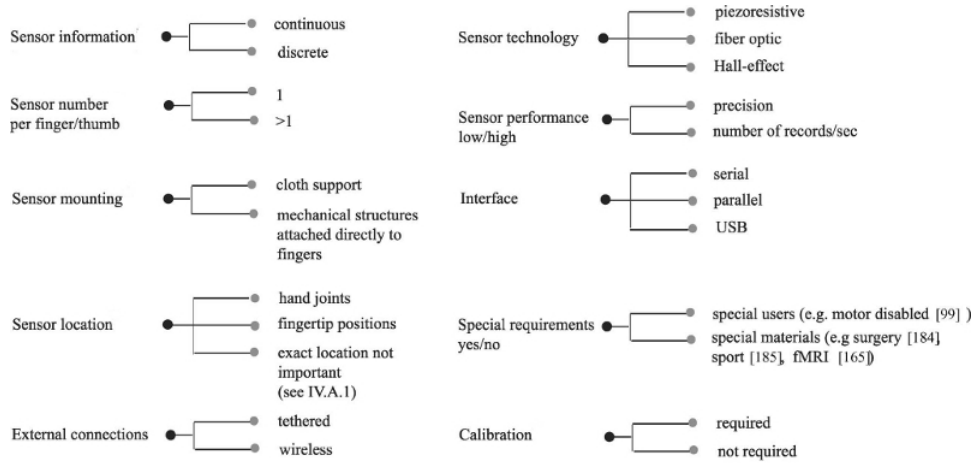 Sensor information
continuous
discrete
Sensor number
per finger/thumb
1
>1
Sensor mounting
cloth support
mechanical structures
attached directly to
fingers
Sensor location
hand joints
fingertip positions
exact location not
important
(see IV.A.1)
External connections
tethered
wireless
Sensor technology
piezoresistive
fiber optic
Hall-effect
Sensor performance
low/high
precision
number of records/sec
Interface
serial
parallel
USB
Special requirements
yes/no
special users (e.g. motor disabled [99] )
special materials (e.g surgery [184],
sport [185], fMRI [165])
Calibration
required
not required